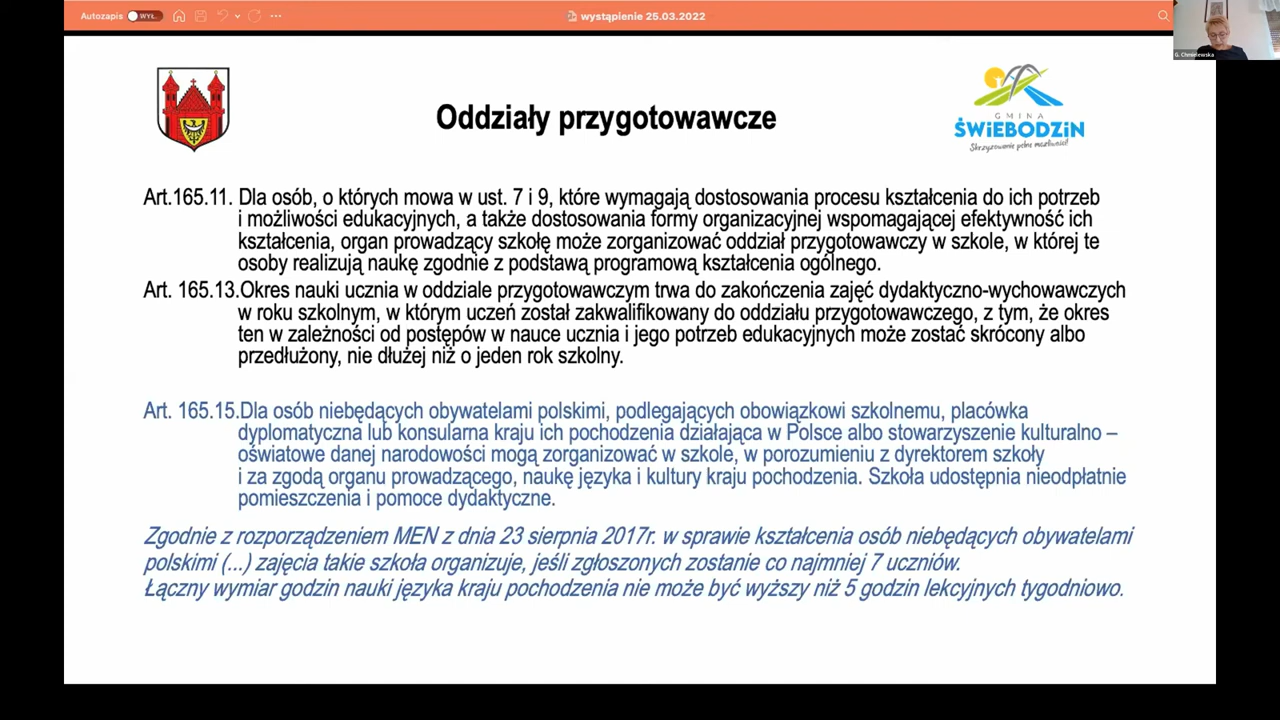 Autozapis WYŁ.
wystąpienie 25.03.2022
G. Chmielewska
Oddziały przygotowawcze
GMINA
ŚWiEBODZiN
Skrzyżowanie pełne możliwości!
Art.165.11. Dla osób, o których mowa w ust. 7 i 9, które wymagają dostosowania procesu kształcenia do ich potrzeb
i możliwości edukacyjnych, a także dostosowania formy organizacyjnej wspomagającej efektywność ich
kształcenia, organ prowadzący szkołę może zorganizować oddział przygotowawczy w szkole, w której te
osoby realizują naukę zgodnie z podstawą programową kształcenia ogólnego.
Art. 165.13.Okres nauki ucznia w oddziale przygotowawczym trwa do zakończenia zajęć dydaktyczno-wychowawczych
w roku szkolnym, w którym uczeń został zakwalifikowany do oddziału przygotowawczego, z tym, że okres
ten w zależności od postępów w nauce ucznia i jego potrzeb edukacyjnych może zostać skrócony albo
przedłużony, nie dłużej niż o jeden rok szkolny.
Art. 165.15.Dla osób niebędących obywatelami polskimi, podlegających obowiązkowi szkolnemu, placówka
dyplomatyczna lub konsularna kraju ich pochodzenia działająca w Polsce albo stowarzyszenie kulturalno –
oświatowe danej narodowości mogą zorganizować w szkole, w porozumieniu z dyrektorem szkoły
i za zgodą organu prowadzącego, naukę języka i kultury kraju pochodzenia. Szkoła udostępnia nieodpłatnie
pomieszczenia i pomoce dydaktyczne.
Zgodnie z rozporządzeniem MEN z dnia 23 sierpnia 2017r. w sprawie kształcenia osób niebędących obywatelami
polskimi (...) zajęcia takie szkoła organizuje, jeśli zgłoszonych zostanie co najmniej 7 uczniów.
Łączny wymiar godzin nauki języka kraju pochodzenia nie może być wyższy niż 5 godzin lekcyjnych tygodniowo.